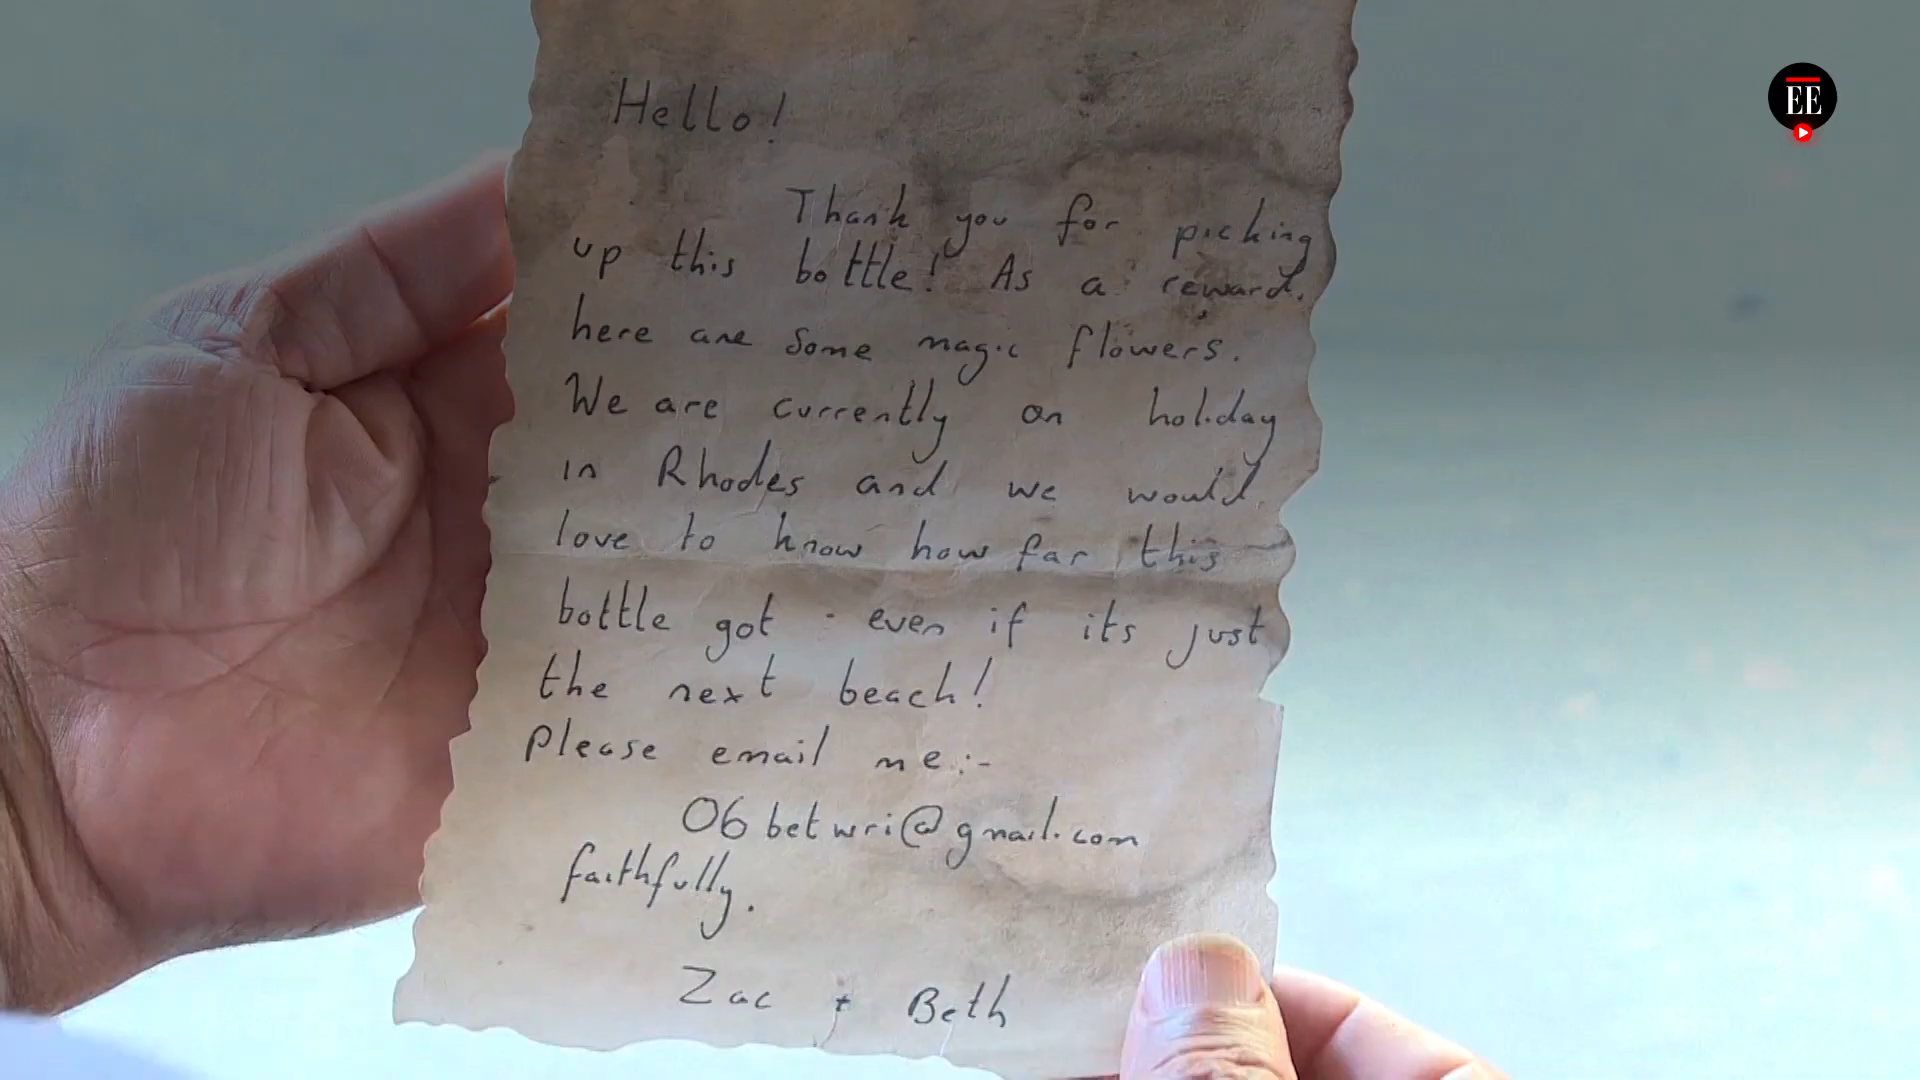 EE
Hello!
Thank you for picking
up this bottle! As a reward,
here are some magic flowers.
We are currently on holiday
in Rhodes and we would
love to know how far this
bottle got - even if its just
the next beach!
Please email me:-
06betwri@gmail.com
faithfully.
Zac + Beth